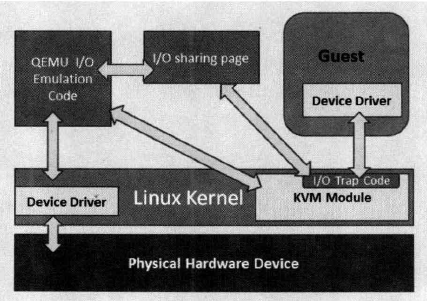 QEMU I/O
Emulation
Code
I/O sharing page
Guest
Device Driver
I/O Trap Code
Device Driver
Linux Kernel
KVM Module
Physical Hardware Device